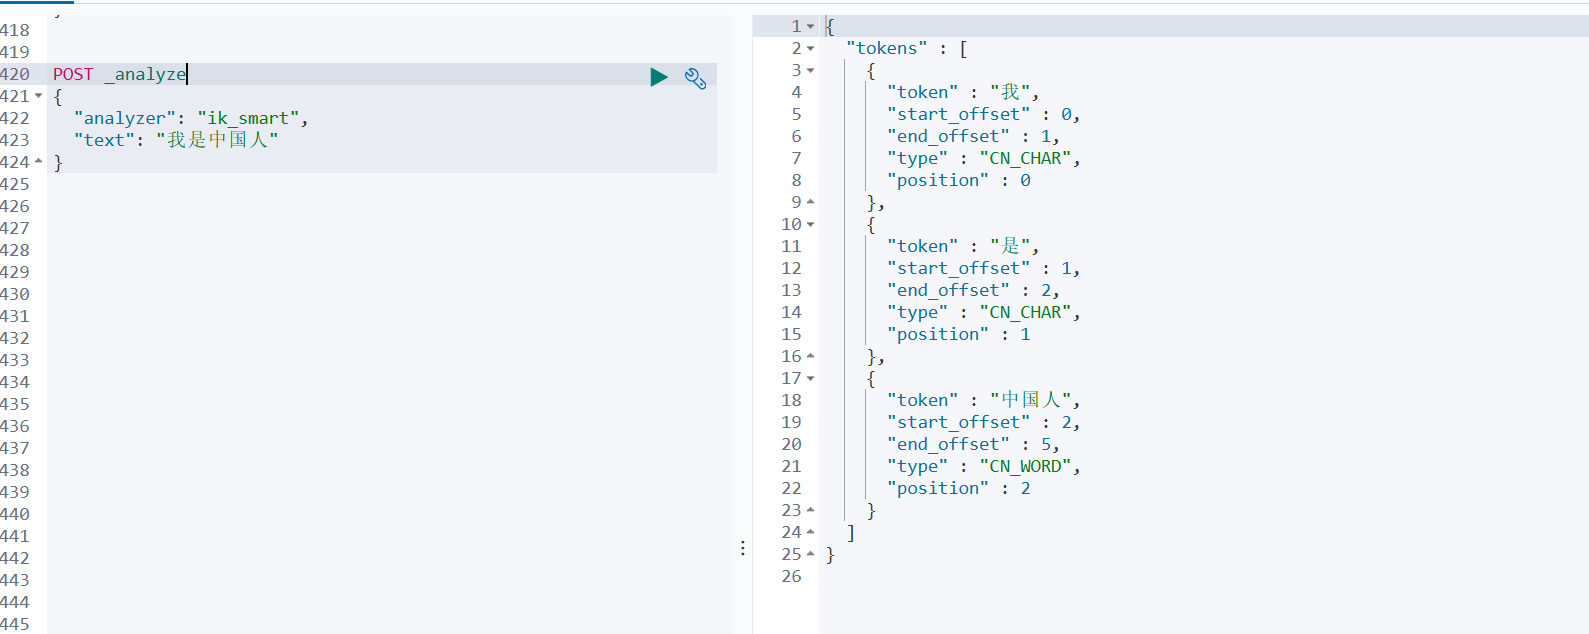 418
419
420 POST _analyze
421 {
422 "analyzer": "ik_smart",
423 "text": "我是中国人"
424 }
425
426
427
428
429
430
431
432
433
434
435
436
437
438
439
440
441
442
443
444
445
1 {
2 "tokens" : [
3 {
4 "token" : "我",
5 "start_offset" : 0,
6 "end_offset" : 1,
7 "type" : "CN_CHAR",
8 "position" : 0
9 },
10 {
11 "token" : "是",
12 "start_offset" : 1,
13 "end_offset" : 2,
14 "type" : "CN_CHAR",
15 "position" : 1
16 },
17 {
18 "token" : "中国人",
19 "start_offset" : 2,
20 "end_offset" : 5,
21 "type" : "CN_WORD",
22 "position" : 2
23 }
24 ]
25 }
26